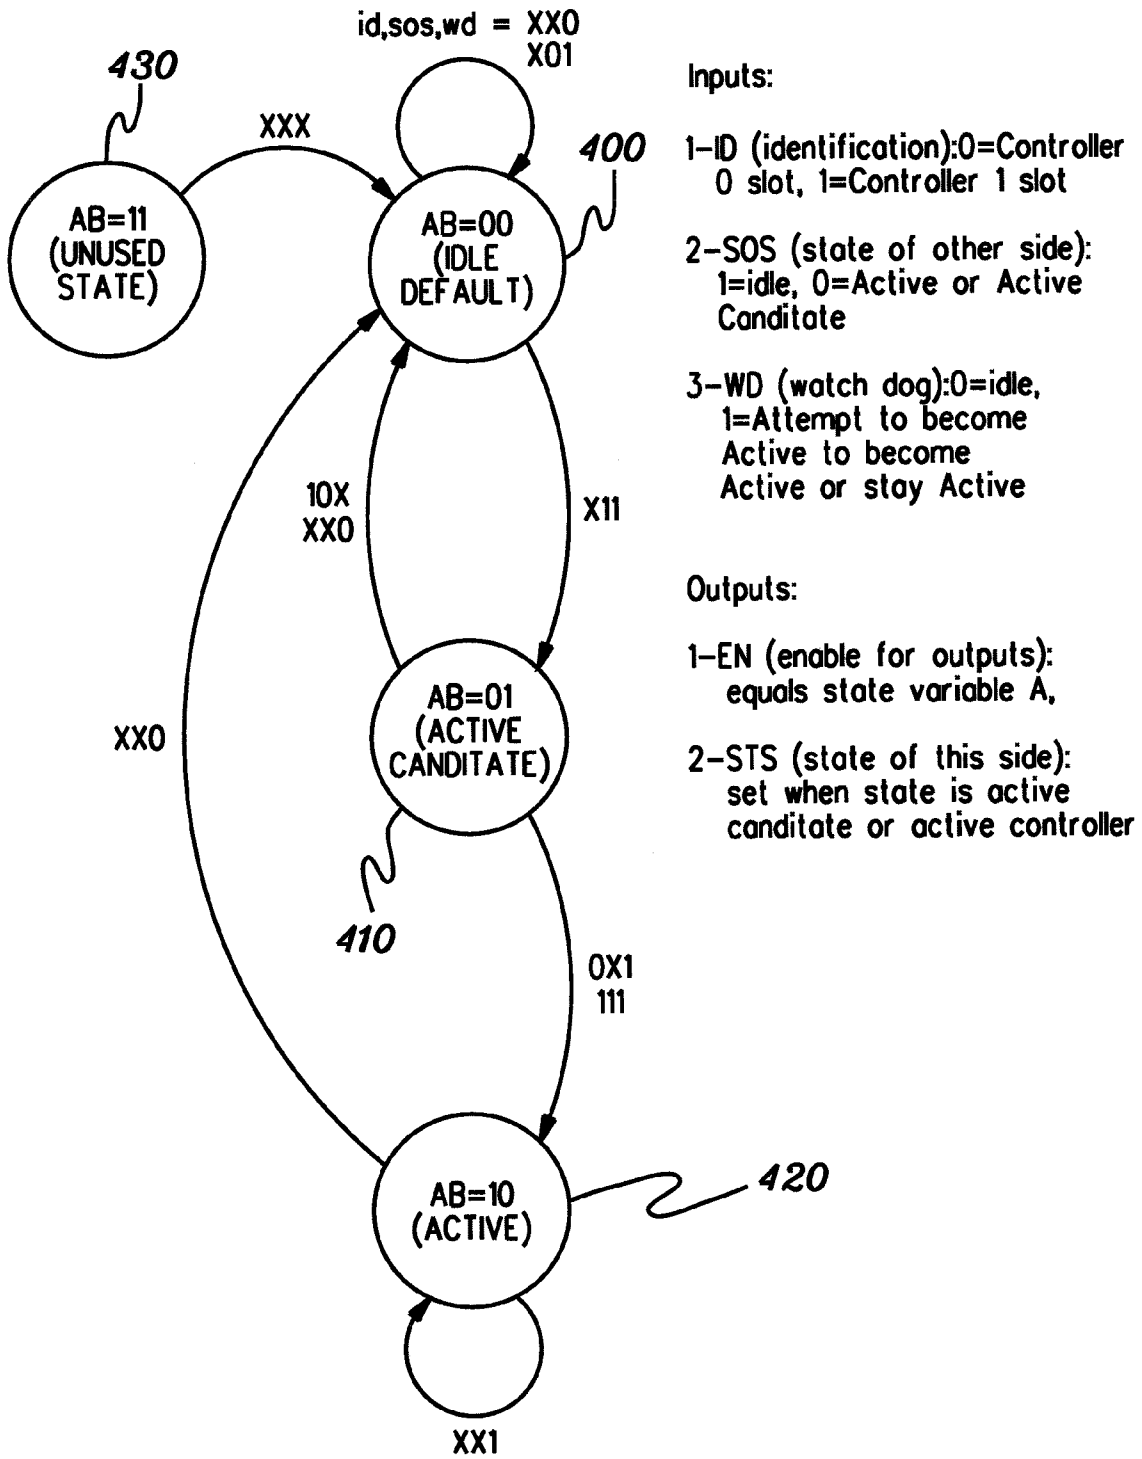 id,sos,wd = XX0
X01
430
XXX
400
AB=11
(UNUSED
STATE)
AB=00
(IDLE
DEFAULT)
10X
XX0
X11
XX0
AB=01
(ACTIVE
CANDITATE)
410
0X1
111
AB=10
(ACTIVE)
420
XX1
Inputs:
1-ID (identification):0=Controller
0 slot, 1=Controller 1 slot
2-SOS (state of other side):
1=idle, 0=Active or Active
Canditate
3-WD (watch dog):0=idle,
1=Attempt to become
Active to become
Active or stay Active
Outputs:
1-EN (enable for outputs):
equals state variable A,
2-STS (state of this side):
set when state is active
canditate or active controller